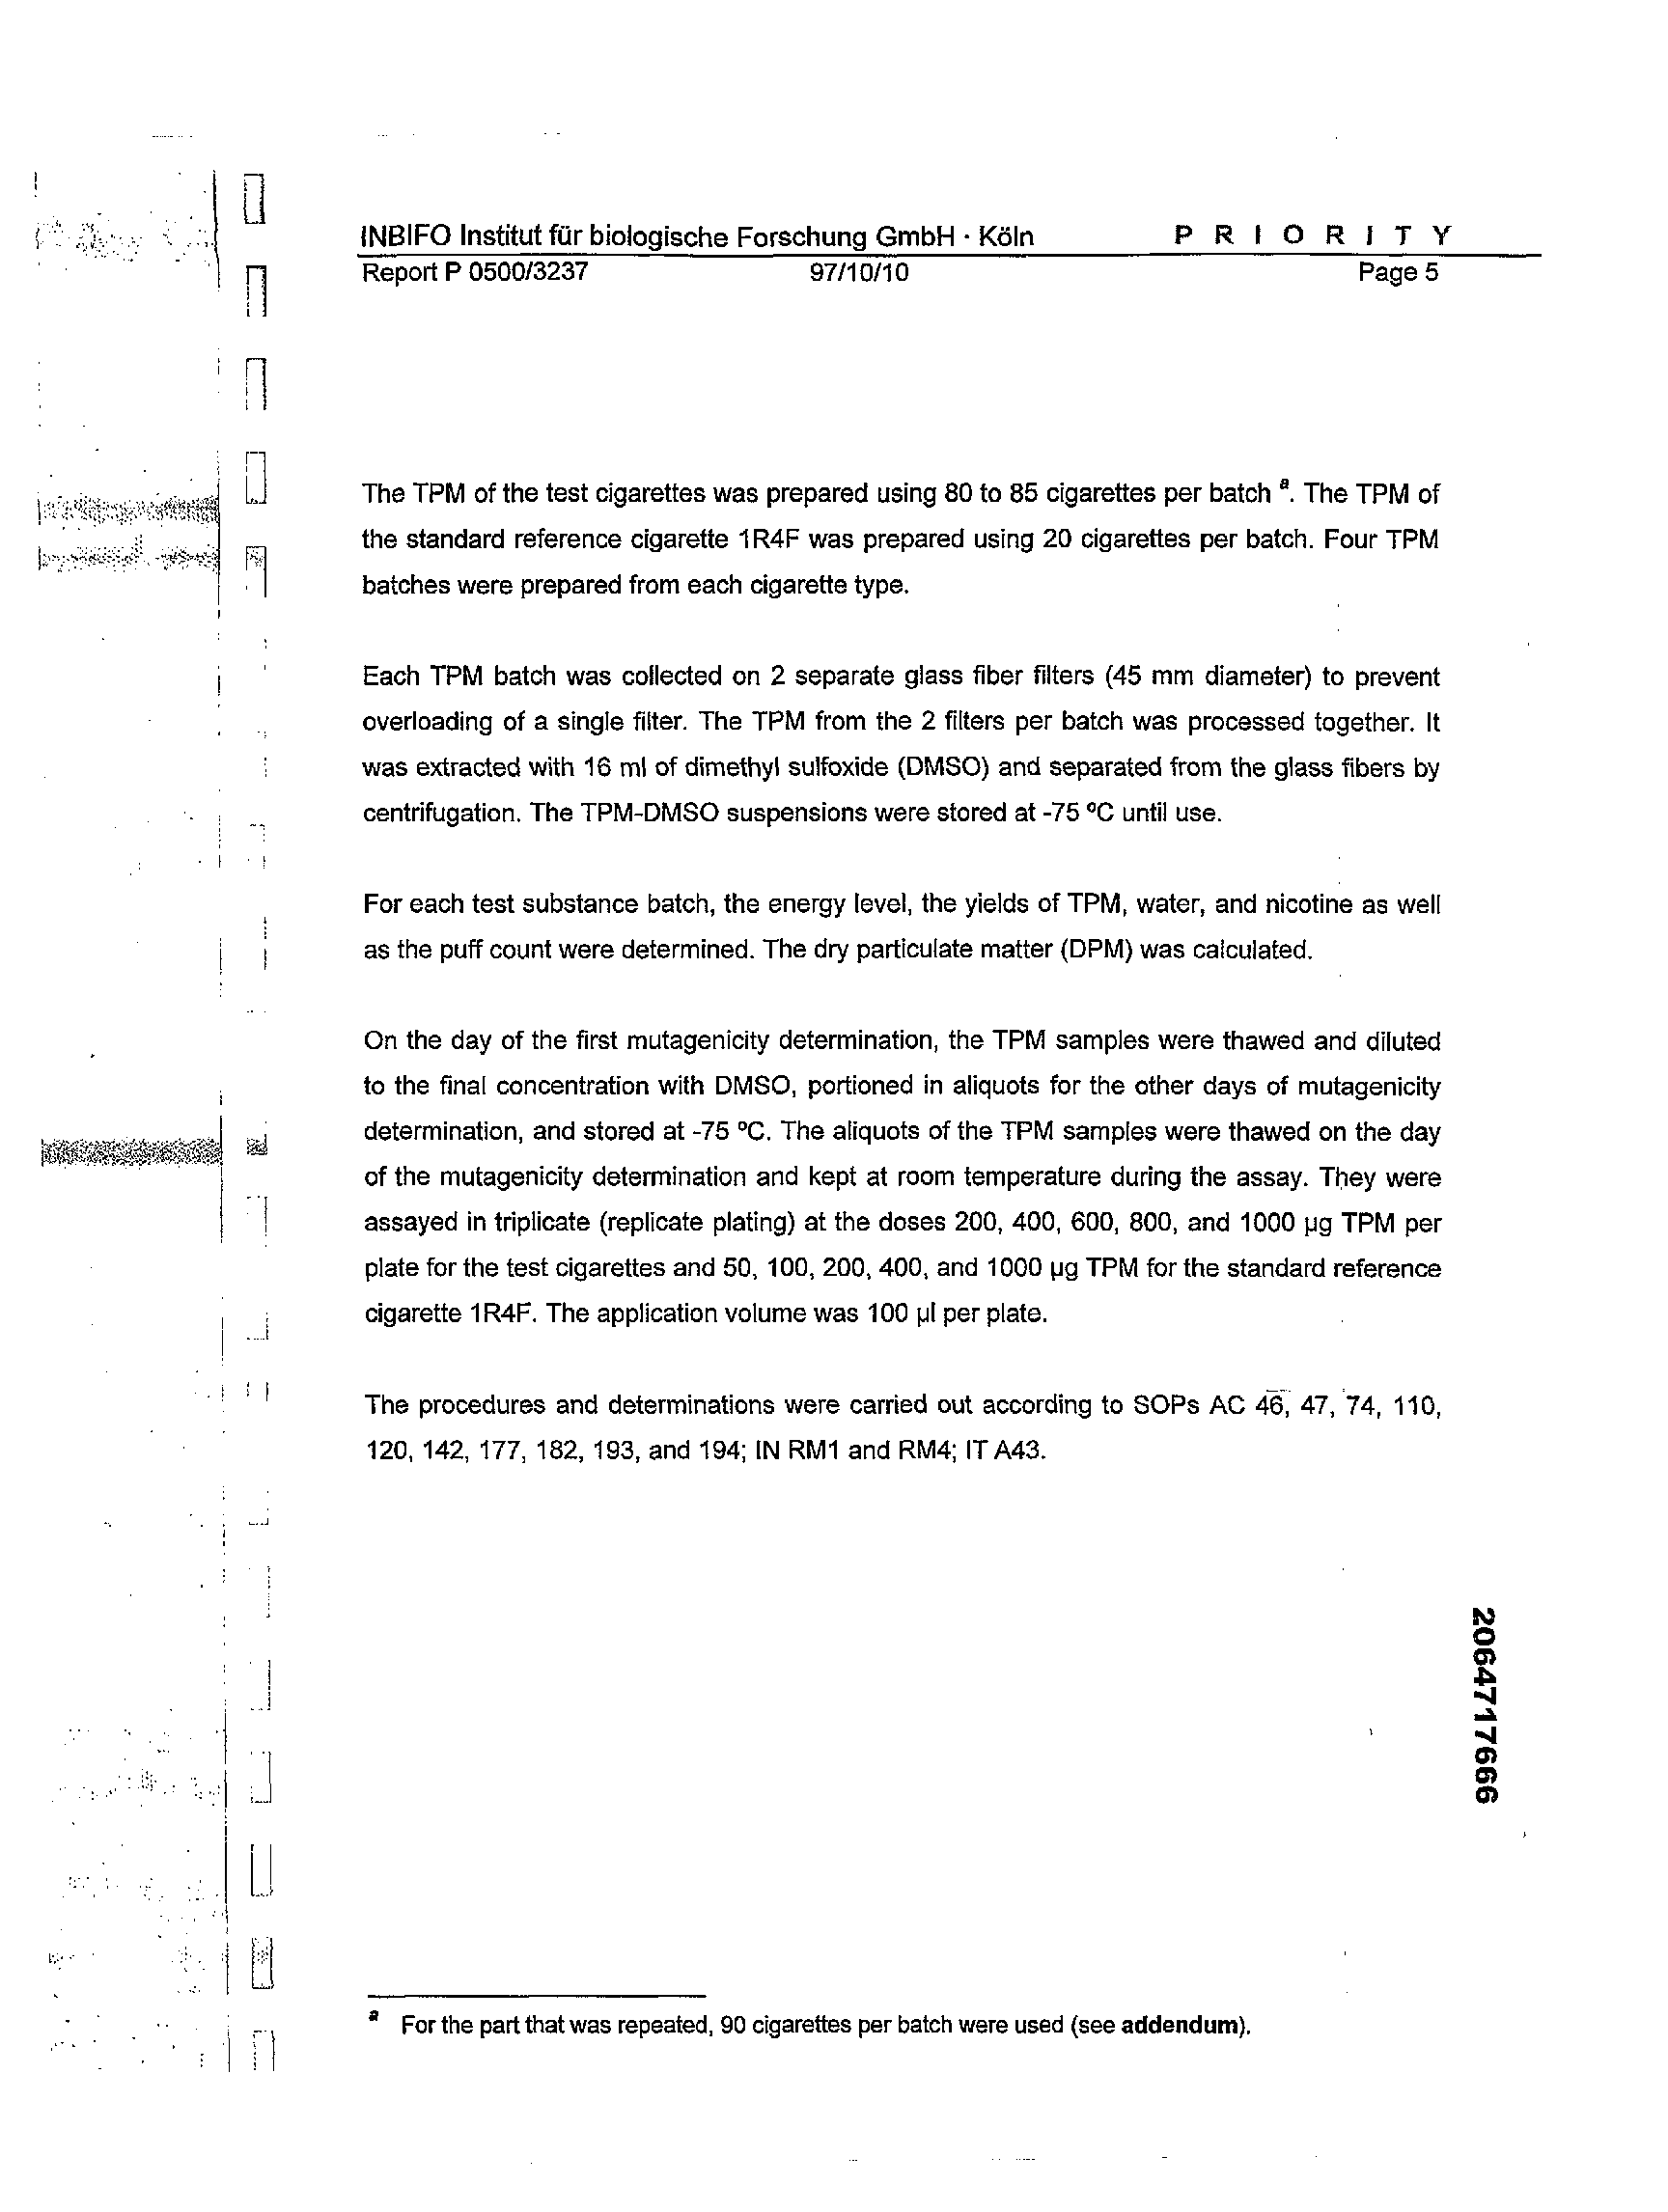 INBIFO Institut für biologische Forschung GmbH · Köln P R I O R I T Y
Report P 0500/3237 97/10/10 Page 5
The TPM of the test cigarettes was prepared using 80 to 85 cigarettes per batch ª. The TPM of
the standard reference cigarette 1R4F was prepared using 20 cigarettes per batch. Four TPM
batches were prepared from each cigarette type.
Each TPM batch was collected on 2 separate glass fiber filters (45 mm diameter) to prevent
overloading of a single filter. The TPM from the 2 filters per batch was processed together. It
was extracted with 16 ml of dimethyl sulfoxide (DMSO) and separated from the glass fibers by
centrifugation. The TPM-DMSO suspensions were stored at -75 ºC until use.
For each test substance batch, the energy level, the yields of TPM, water, and nicotine as well
as the puff count were determined. The dry particulate matter (DPM) was calculated.
On the day of the first mutagenicity determination, the TPM samples were thawed and diluted
to the final concentration with DMSO, portioned in aliquots for the other days of mutagenicity
determination, and stored at -75 ºC. The aliquots of the TPM samples were thawed on the day
of the mutagenicity determination and kept at room temperature during the assay. They were
assayed in triplicate (replicate plating) at the doses 200, 400, 600, 800, and 1000 µg TPM per
plate for the test cigarettes and 50, 100, 200, 400, and 1000 µg TPM for the standard reference
cigarette 1R4F. The application volume was 100 µl per plate.
The procedures and determinations were carried out according to SOPs AC 46, 47, 74, 110,
120, 142, 177, 182, 193, and 194; IN RM1 and RM4; IT A43.
2064717666
ª For the part that was repeated, 90 cigarettes per batch were used (see addendum).